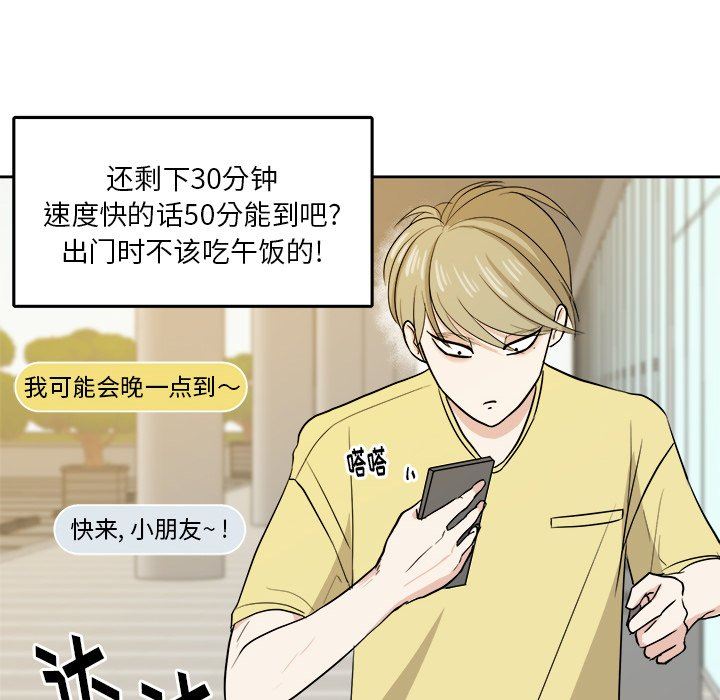 还剩下30分钟
速度快的话50分能到吧?
出门时不该吃午饭的!
我可能会晚一点到～
嗒嗒
快来, 小朋友~ !
达
达